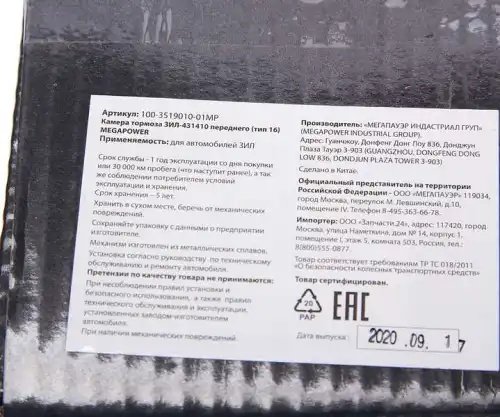 Артикул: 100-3519010-01MP
Камера тормоза ЗИЛ-431410 переднего (тип 16)
MEGAPOWER
Применяемость: для автомобилей ЗИЛ
Срок службы - 1 год эксплуатации со дня покупки
или 30 000 км пробега (что наступит ранее), а так
же соблюдении потребителем условий
эксплуатации и хранения.
Срок хранения – 5 лет.
Хранить в сухом месте, беречь от механических
повреждений.
Сохраняйте упаковку с данными о предприятии
изготовителе.
Механизм изготовлен из металлических сплавов.
Установка согласно руководству по техническому
обслуживанию и ремонту автомобиля.
Претензии по качеству товара не принимаются:
При несоблюдении правил установки и
безопасного использования, а также правил
технического обслуживания и эксплуатации,
установленных заводом-изготовителем
автомобиля.
При наличии механических повреждений
Производитель: «МЕГАПАУЭР ИНДАСТРИАЛ ГРУП»
(MEGAPOWER INDUSTRIAL GROUP).
Адрес: Гуанчжоу, Донфенг Донг Лоу 836, Донджун
Плаза Тауэр 3-903 (GUANGZHOU, DONGFENG DONG
LOW 836, DONDJUN PLAZA TOWER 3-903)
Сделано в Китае.
Официальный представитель на территории
Российской Федерации - ООО «МЕГАПАУЭР» 119034,
город Москва, переулок М. Левшинский, д.10,
помещение IV. Телефон 8-495-363-66-78.
Импортер: ООО «Запчасти 24», адрес: 117420, город
Москва, улица Наметкина, дом № 14, корпус 1,
помещение I, этаж 5, комната 503, Россия, тел.:
8(800)555-0877.
Товар соответствует требованиям ТР ТС 018/2011
«О безопасности колесных транспортных средств»
Товар сертифицирован.
20
PAP
EAC
Дата выпуска: 2020 .09. 17